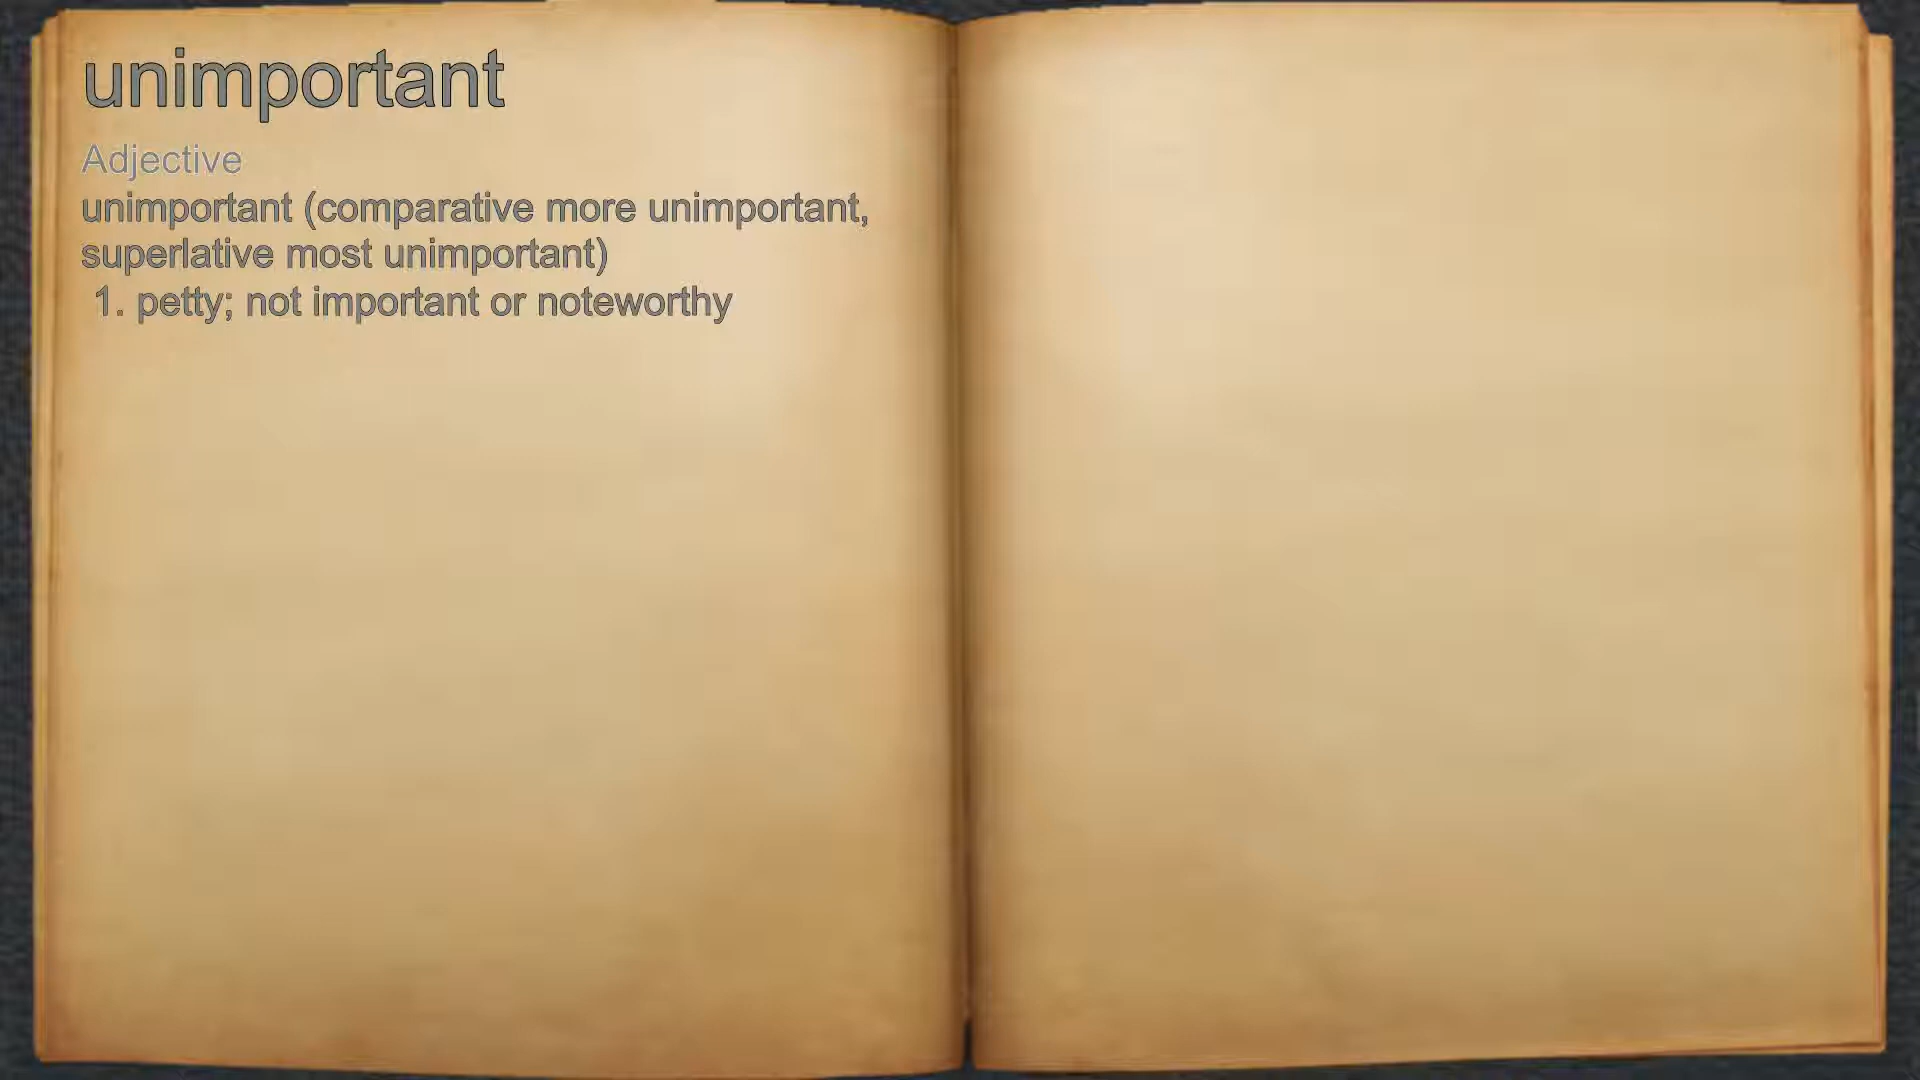 unimportant
Adjective
unimportant (comparative more unimportant,
superlative most unimportant)
1. petty; not important or noteworthy